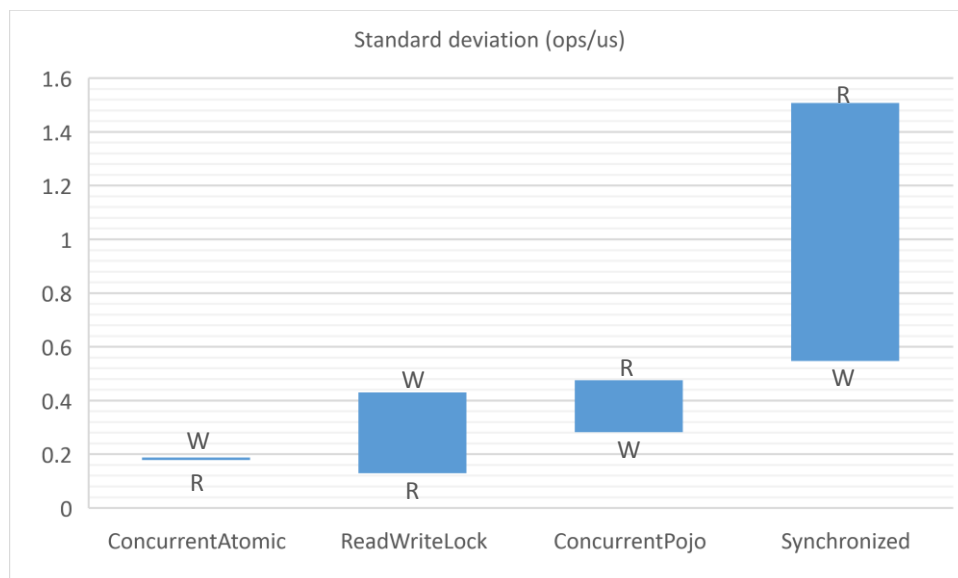 Standard deviation (ops/us)
1.6
1.4
1.2
1
0.8
0.6
0.4
0.2
0
R
W
W
R
R
W
W
R
ConcurrentAtomic
ReadWriteLock
ConcurrentPojo
Synchronized